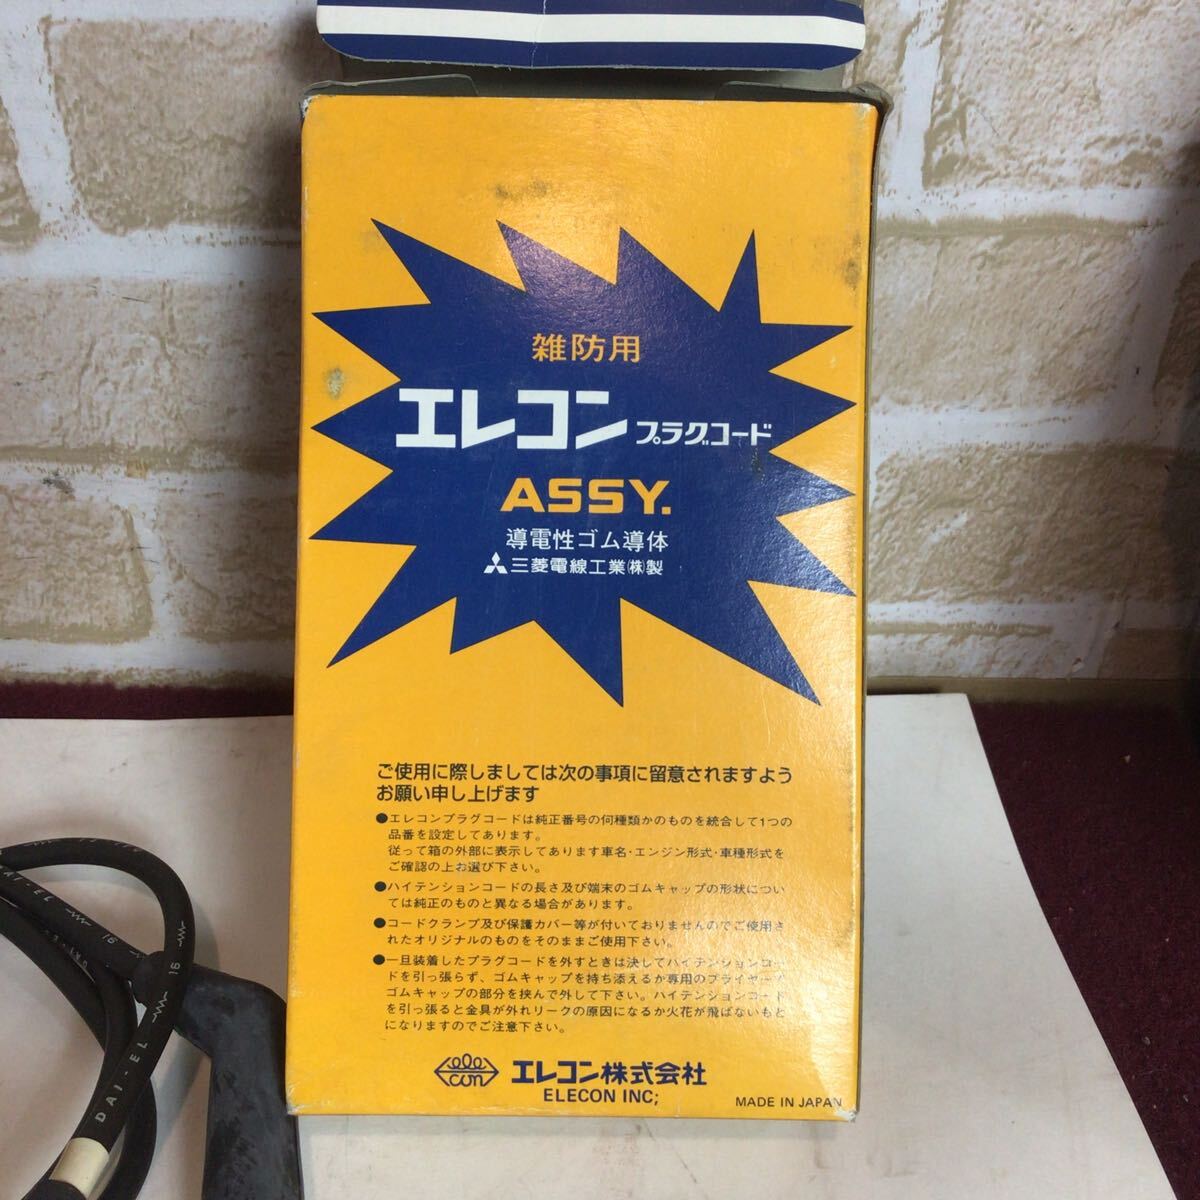 雑防用
エレコン プラグコード
ASSY.
導電性ゴム導体
三菱電線工業㈱製
ご使用に際しましては次の事項に留意されますよう
お願い申し上げます
●エレコンプラグコードは純正番号の何種類かのものを統合して1つの
品番を設定してあります。
従って箱の外部に表示してあります車名・エンジン形式・車種形式を
ご確認の上お選び下さい。
●ハイテンションコードの長さ及び端末のゴムキャップの形状につい
ては純正のものと異なる場合があります。
●コードクランプ及び保護カバー等が付いておりませんのでご使用さ
れたオリジナルのものをそのままご使用下さい。
●一旦装着したプラグコードを外すときは決してハイテンションコー
ドを引っ張らず、ゴムキャップを持ち添えるか専用のプライヤーで
ゴムキャップの部分を挟んで外して下さい。ハイテンションコード
を引っ張ると金具が外れリークの原因になるか火花が飛ばないもと
になりますのでご注意下さい。
ele
con
エレコン株式会社
ELECON INC;
MADE IN JAPAN
DAI-EL
16
16
DAI-EL